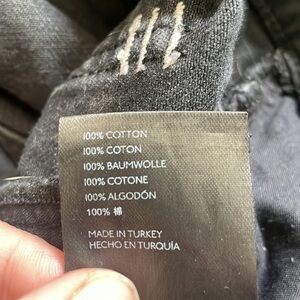 100% COTTON
100% COTON
100% BAUMWOLLE
100% COTONE
100% ALGODÓN
100% 棉
MADE IN TURKEY
HECHO EN TURQUÍA